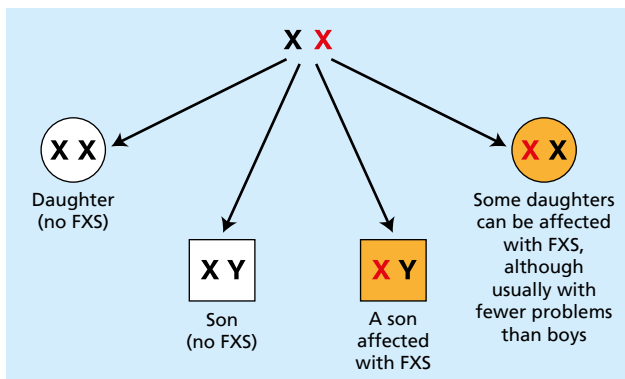 X X
X X
Daughter
(no FXS)
X Y
Son
(no FXS)
X Y
A son
affected
with FXS
X X
Some daughters
can be affected
with FXS,
although
usually with
fewer problems
than boys